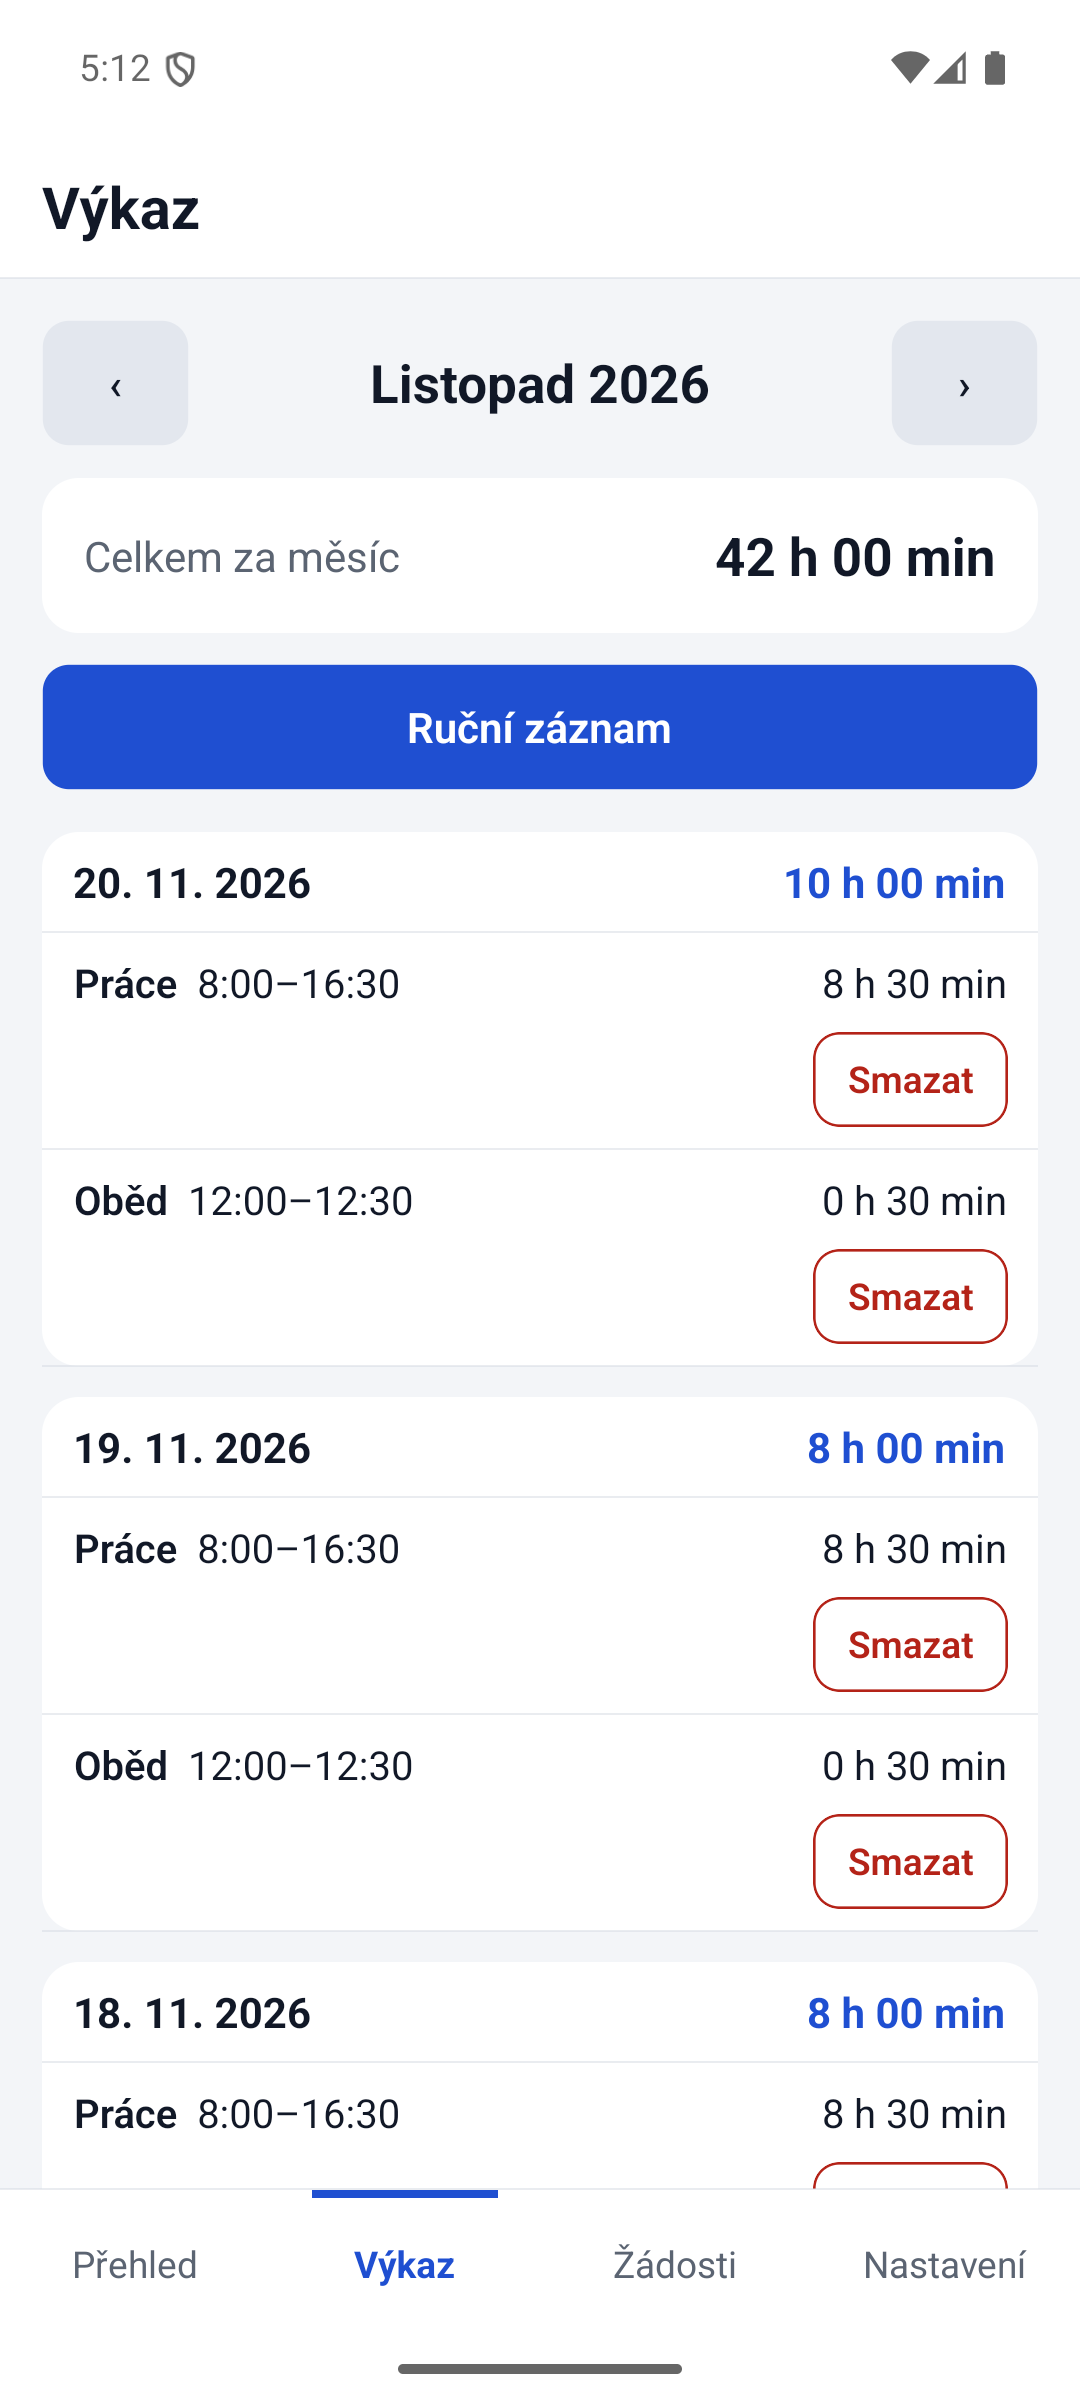 5:12
Výkaz
‹ Listopad 2026 ›
Celkem za měsíc 42 h 00 min
Ruční záznam
20. 11. 2026 10 h 00 min
Práce 8:00–16:30 8 h 30 min
Smazat
Oběd 12:00–12:30 0 h 30 min
Smazat
19. 11. 2026 8 h 00 min
Práce 8:00–16:30 8 h 30 min
Smazat
Oběd 12:00–12:30 0 h 30 min
Smazat
18. 11. 2026 8 h 00 min
Práce 8:00–16:30 8 h 30 min
Přehled Výkaz Žádosti Nastavení